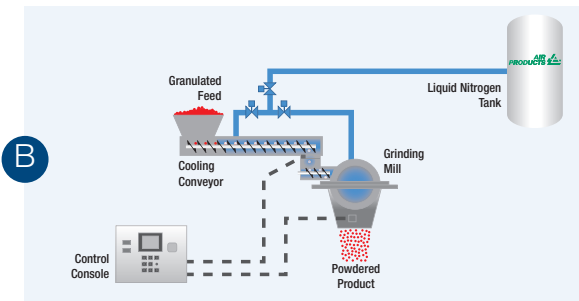 AIR
PRODUCTS
Granulated
Feed
Liquid Nitrogen
Tank
B
Cooling
Conveyor
Grinding
Mill
Control
Console
Powdered
Product